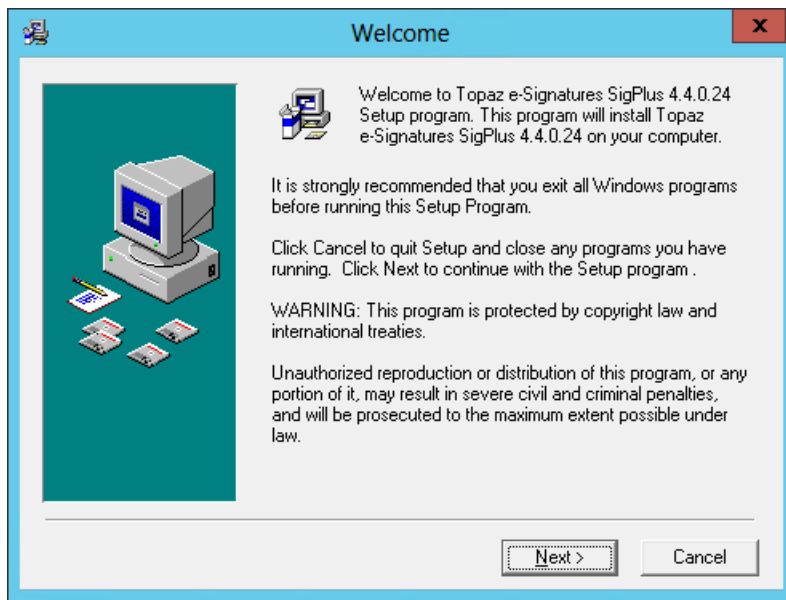 Welcome
x
Welcome to Topaz e-Signatures SigPlus 4.4.0.24
Setup program. This program will install Topaz
e-Signatures SigPlus 4.4.0.24 on your computer.
It is strongly recommended that you exit all Windows programs
before running this Setup Program.
Click Cancel to quit Setup and close any programs you have
running. Click Next to continue with the Setup program .
WARNING: This program is protected by copyright law and
international treaties.
Unauthorized reproduction or distribution of this program, or any
portion of it, may result in severe civil and criminal penalties,
and will be prosecuted to the maximum extent possible under
law.
Next >
Cancel